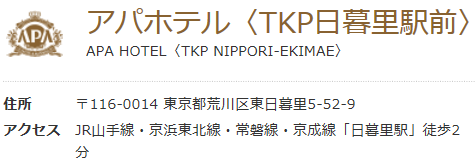 APA
アパホテル〈TKP日暮里駅前〉
APA HOTEL〈TKP NIPPORI-EKIMAE〉
住所 〒116-0014 東京都荒川区東日暮里5-52-9
アクセス JR山手線・京浜東北線・常磐線・京成線「日暮里駅」徒歩2
分